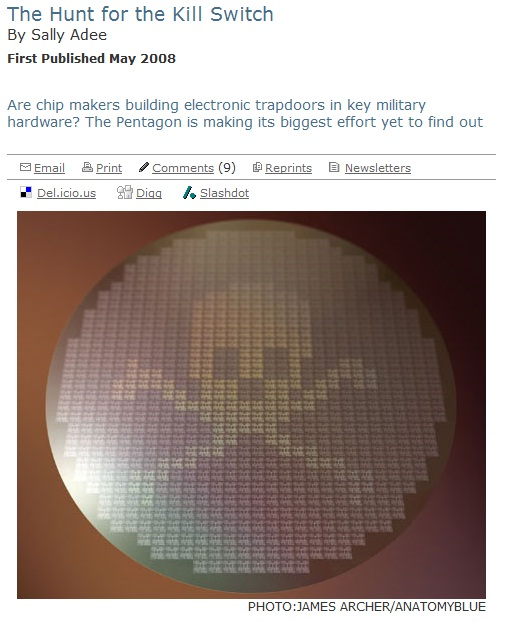 The Hunt for the Kill Switch
By Sally Adee
First Published May 2008
Are chip makers building electronic trapdoors in key military
hardware? The Pentagon is making its biggest effort yet to find out
Email Print Comments (9) Reprints Newsletters
Del.icio.us Digg Slashdot
PHOTO:JAMES ARCHER/ANATOMYBLUE